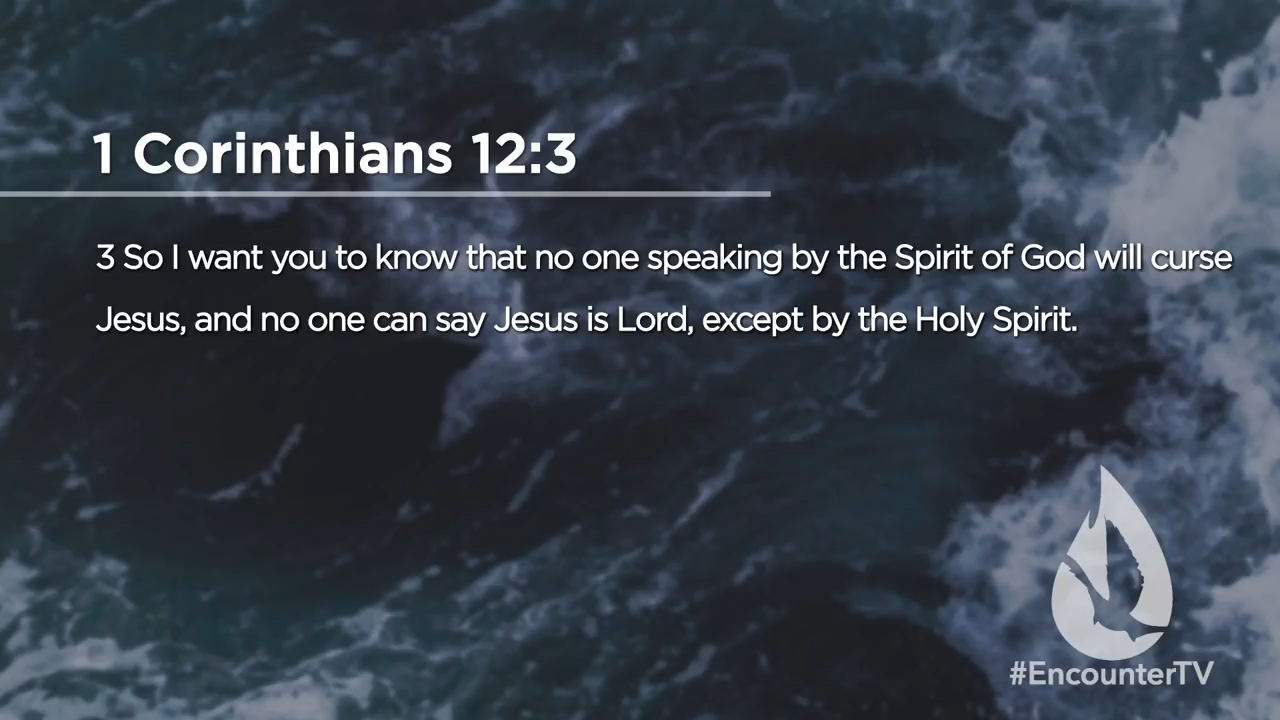 1 Corinthians 12:3
3 So I want you to know that no one speaking by the Spirit of God will curse
Jesus, and no one can say Jesus is Lord, except by the Holy Spirit.
#EncounterTV